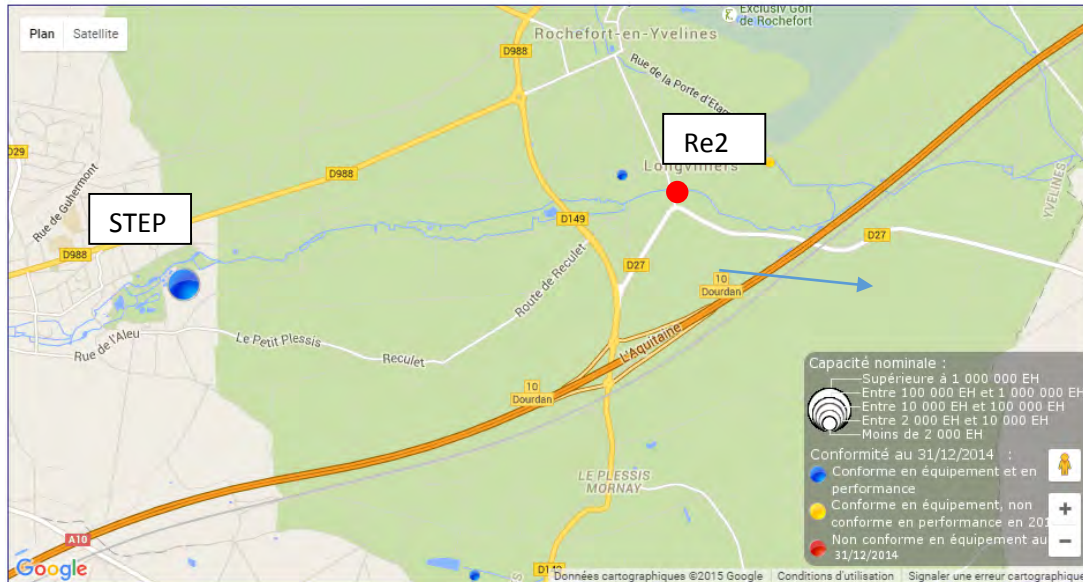 Plan Satellite
Exclusiv Golf
de Rochefort
Rochefort-en-Yvelines
D988
Rue de la Porte d'Etam
D29
Rue de Guhermont
Re2
Longvilliers
D988
YVELINES
STEP
D149
D27
D988
D27
10
Dourdan
Route de Reculet
Rue de l'Aleu
Le Petit Plessis
Reculet
L'Aquitaine
10
Dourdan
Capacité nominale :
Supérieure à 1 000 000 EH
Entre 100 000 EH et 1 000 000 EH
Entre 10 000 EH et 100 000 EH
Entre 2 000 EH et 10 000 EH
Moins de 2 000 EH
Conformité au 31/12/2014 :
Conforme en équipement et en
performance
Conforme en équipement, non
conforme en performance en 201
Non conforme en équipement au
31/12/2014
LE PLESSIS
MORNAY
A10
Google
Données cartographiques ©2015 Google Conditions d'utilisation Signaler une erreur cartographique